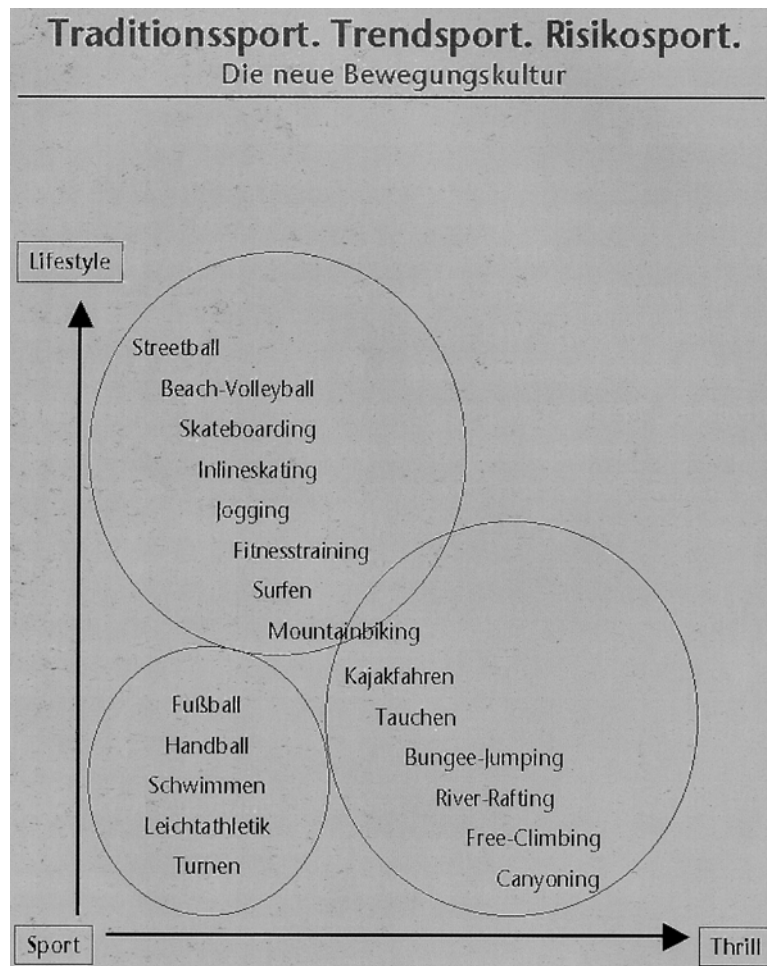 Traditionssport. Trendsport. Risikosport.
Die neue Bewegungskultur
Lifestyle
Streetball
Beach-Volleyball
Skateboarding
Inlineskating
Jogging
Fitnesstraining
Surfen
Mountainbiking
Kajakfahren
Fußball
Tauchen
Handball
Bungee-Jumping
Schwimmen
River-Rafting
Leichtathletik
Free-Climbing
Turnen
Canyoning
Sport
Thrill